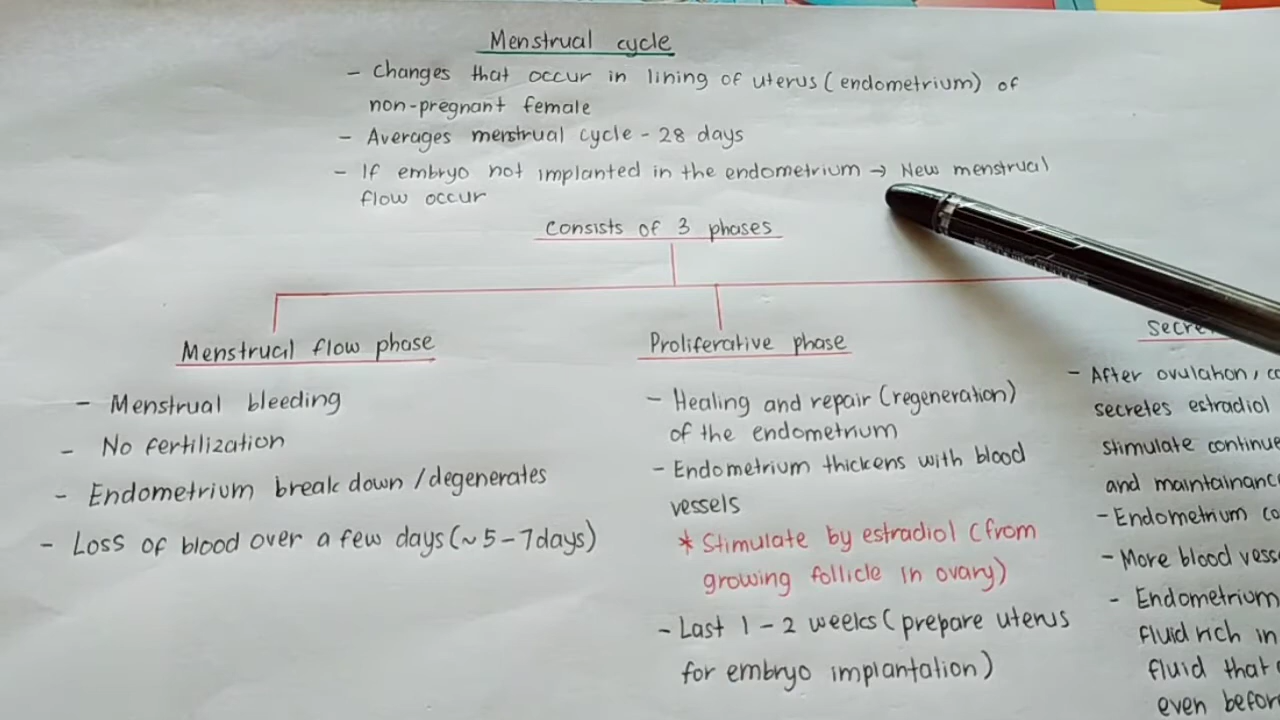 Menstrual cycle
- Changes that occur in lining of uterus (endometrium) of
non-pregnant female
- Averages menstrual cycle - 28 days
- If embryo not implanted in the endometrium → New menstrual
flow occur
Consists of 3 phases
Menstrual flow phase
- Menstrual bleeding
- No fertilization
- Endometrium break down / degenerates
- Loss of blood over a few days (~5-7days)
Proliferative phase
- Healing and repair (regeneration)
of the endometrium
- Endometrium thickens with blood
vessels
* Stimulate by estradiol (from
growing follicle in ovary)
- Last 1-2 weeks (prepare uterus
for embryo implantation)
- After ovulation,
secretes estradiol
stimulate
and
- Endometrium
- More blood
- Endometrium
fluid rich in
fluid that
even